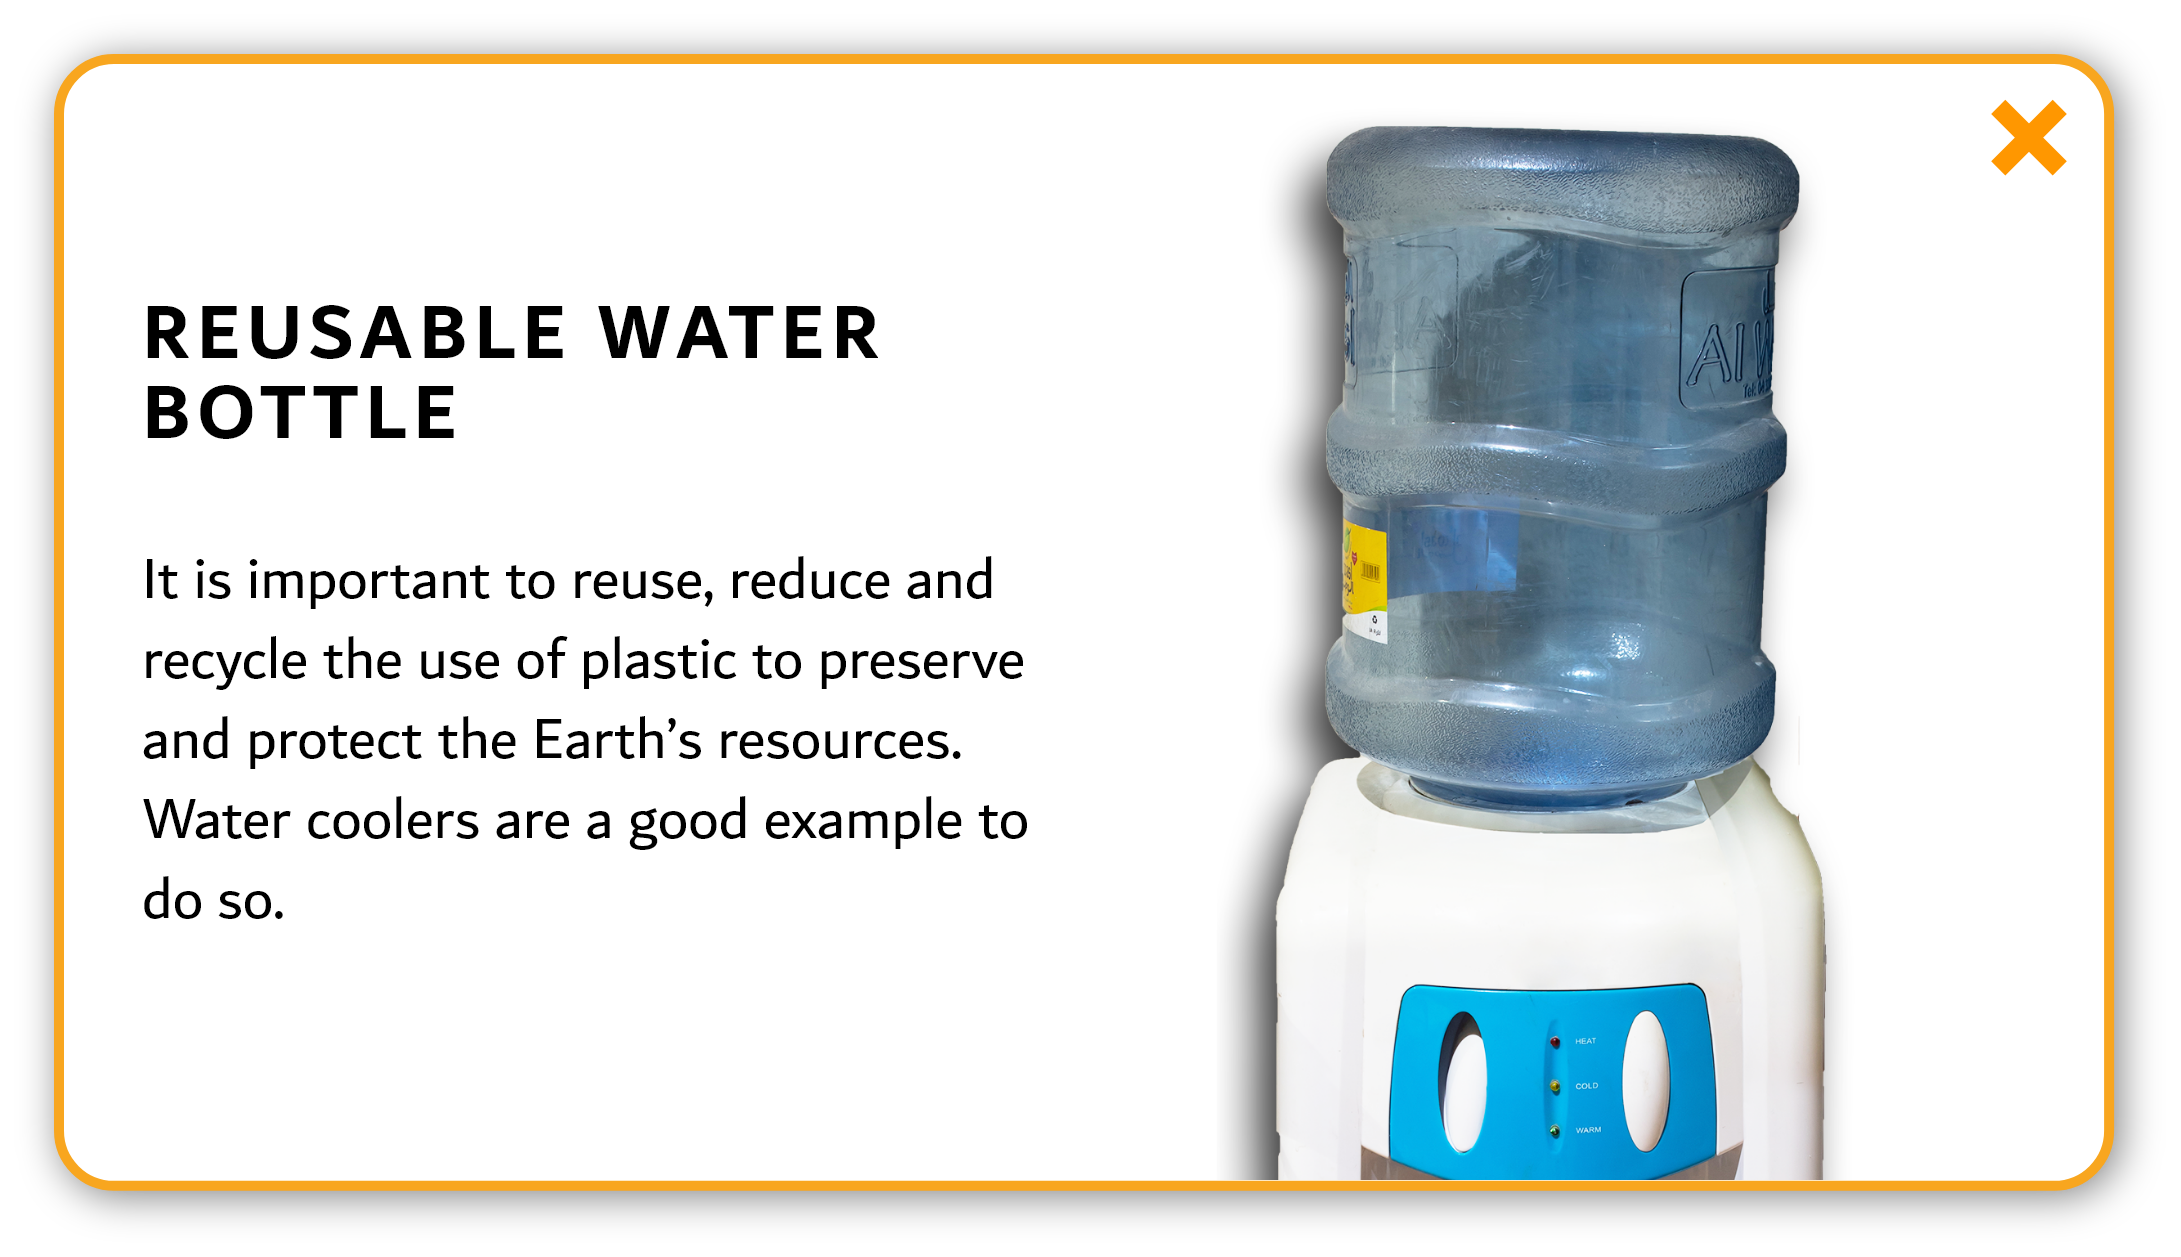 REUSABLE WATER
BOTTLE
It is important to reuse, reduce and
recycle the use of plastic to preserve
and protect the Earth’s resources.
Water coolers are a good example to
do so.
HEAT
COLD
WARM